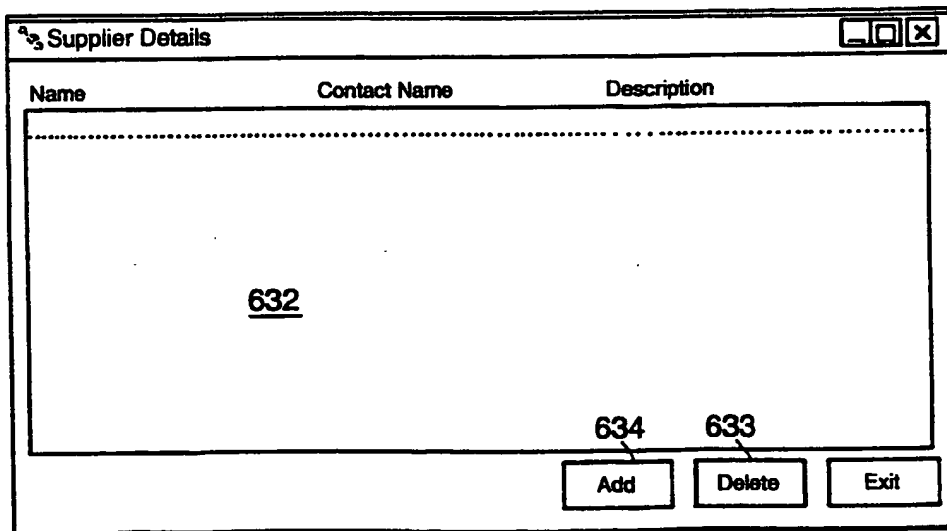 Supplier Details
Name Contact Name Description
632
634 633
Add Delete Exit